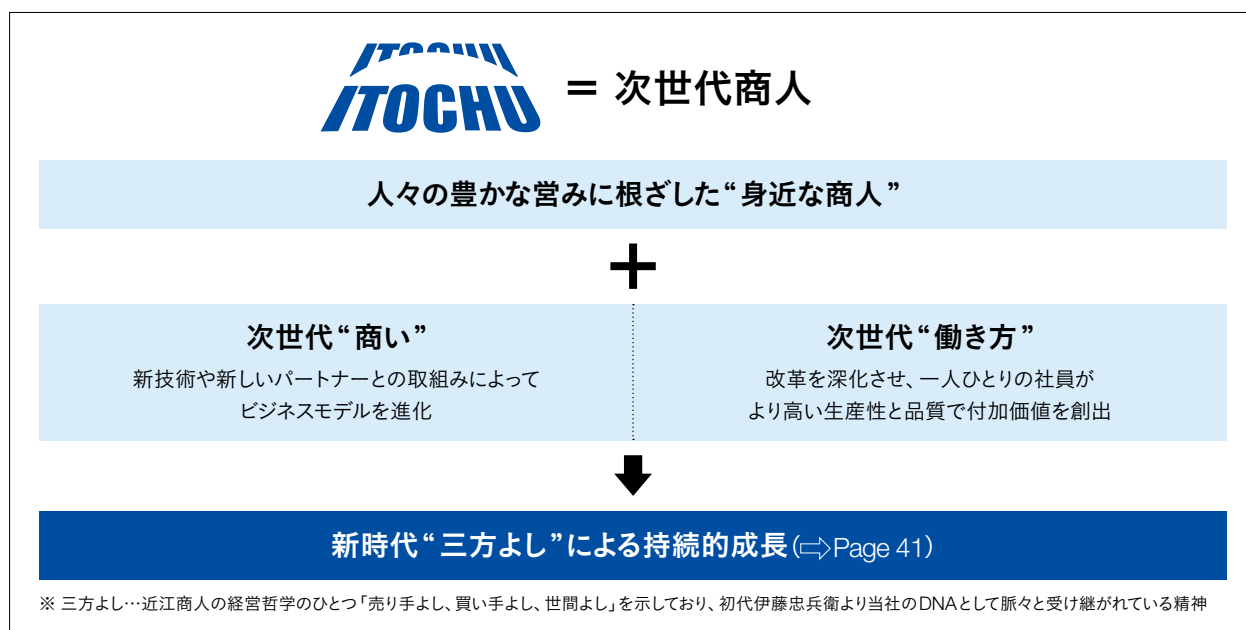 ITOCHU
ITOCHU = 次世代商人
人々の豊かな営みに根ざした“身近な商人”
+
次世代“商い”
新技術や新しいパートナーとの取組みによって
ビジネスモデルを進化
次世代“働き方”
改革を深化させ、一人ひとりの社員が
より高い生産性と品質で付加価値を創出
新時代“三方よし”による持続的成長(⇨Page 41)
※ 三方よし…近江商人の経営哲学のひとつ「売り手よし、買い手よし、世間よし」を示しており、初代伊藤忠兵衛より当社のDNAとして脈々と受け継がれている精神